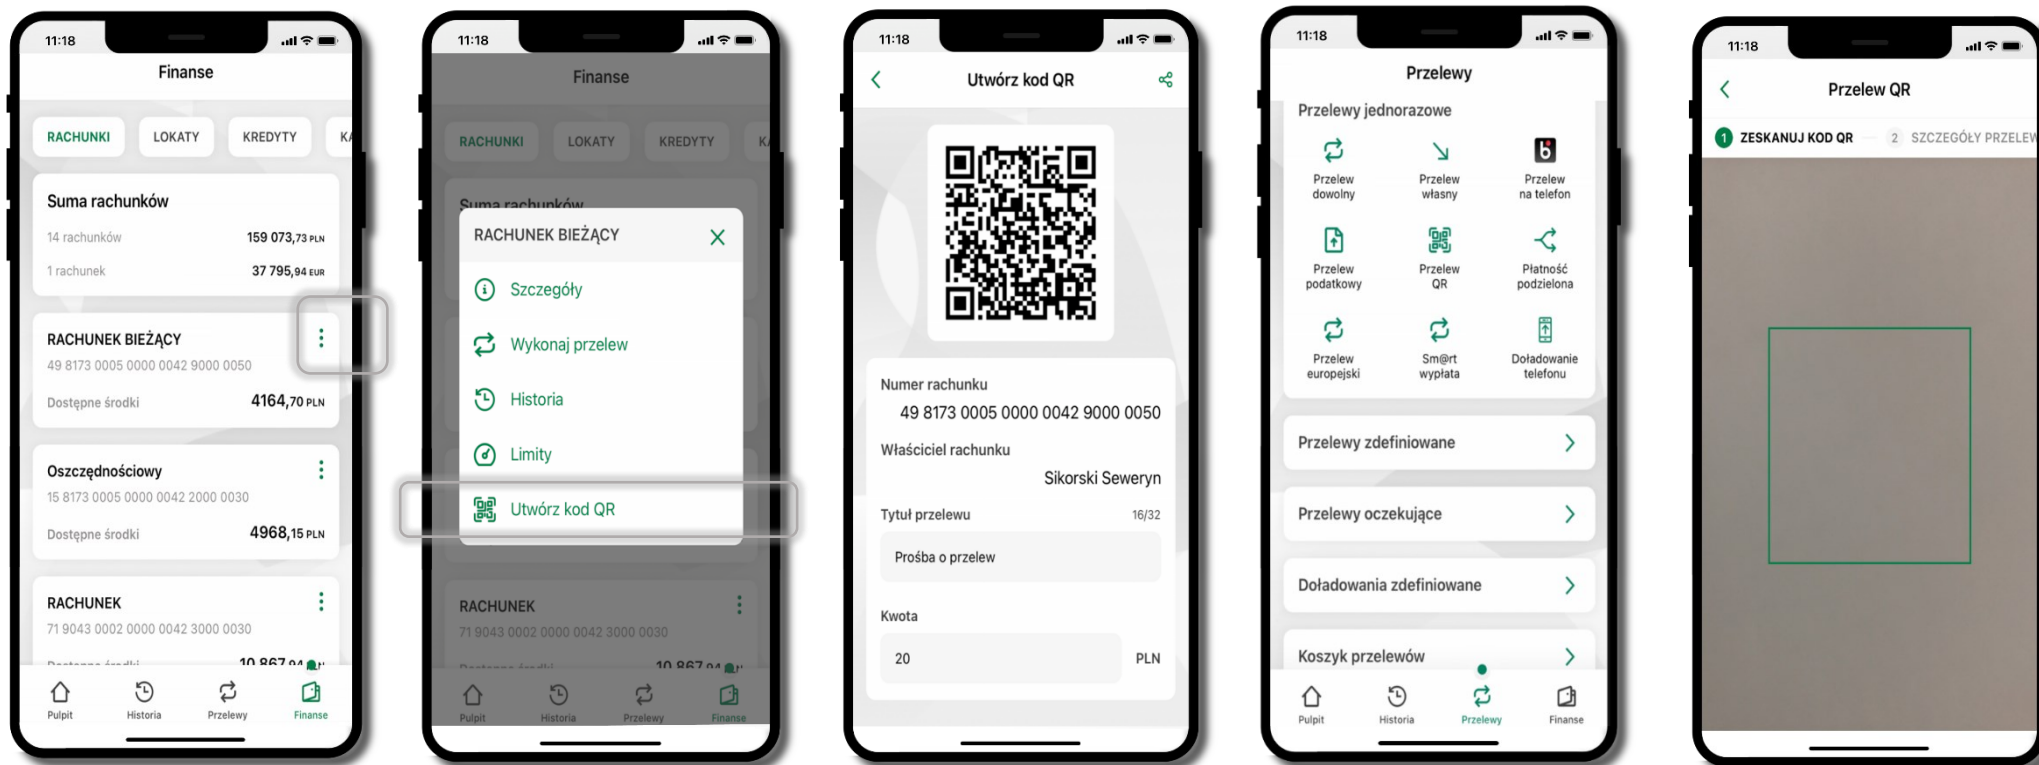 11:18
Finanse
RACHUNKI LOKATY KREDYTY
Suma rachunków
14 rachunków 159 073,73 PLN
1 rachunek 37 795,94 EUR
RACHUNEK BIEŻĄCY
49 8173 0005 0000 0042 9000 0050
Dostępne środki 4164,70 PLN
Oszczędnościowy
15 8173 0005 0000 0042 2000 0030
Dostępne środki 4968,15 PLN
RACHUNEK
71 9043 0002 0000 0042 3000 0030
Pulpit Historia Przelewy Finanse
11:18
Finanse
RACHUNKI LOKATY KREDYTY
Suma rachunków
RACHUNEK BIEŻĄCY
Szczegóły
Wykonaj przelew
Historia
Limity
Utwórz kod QR
RACHUNEK
71 9043 0002 0000 0042 3000 0030
Pulpit Historia Przelewy Finanse
11:18
Utwórz kod QR
Numer rachunku
49 8173 0005 0000 0042 9000 0050
Właściciel rachunku
Sikorski Seweryn
Tytuł przelewu 16/32
Prośba o przelew
Kwota
20 PLN
11:18
Przelewy
Przelewy jednorazowe
Przelew dowolny
Przelew własny
Przelew na telefon
Przelew podatkowy
Przelew QR
Płatność podzielona
Przelew europejski
Sm@rt wypłata
Doładowanie telefonu
Przelewy zdefiniowane
Przelewy oczekujące
Doładowania zdefiniowane
Koszyk przelewów
Pulpit Historia Przelewy Finanse
11:18
Przelew QR
1 ZESKANUJ KOD QR 2 SZCZEGÓŁY PRZELEW